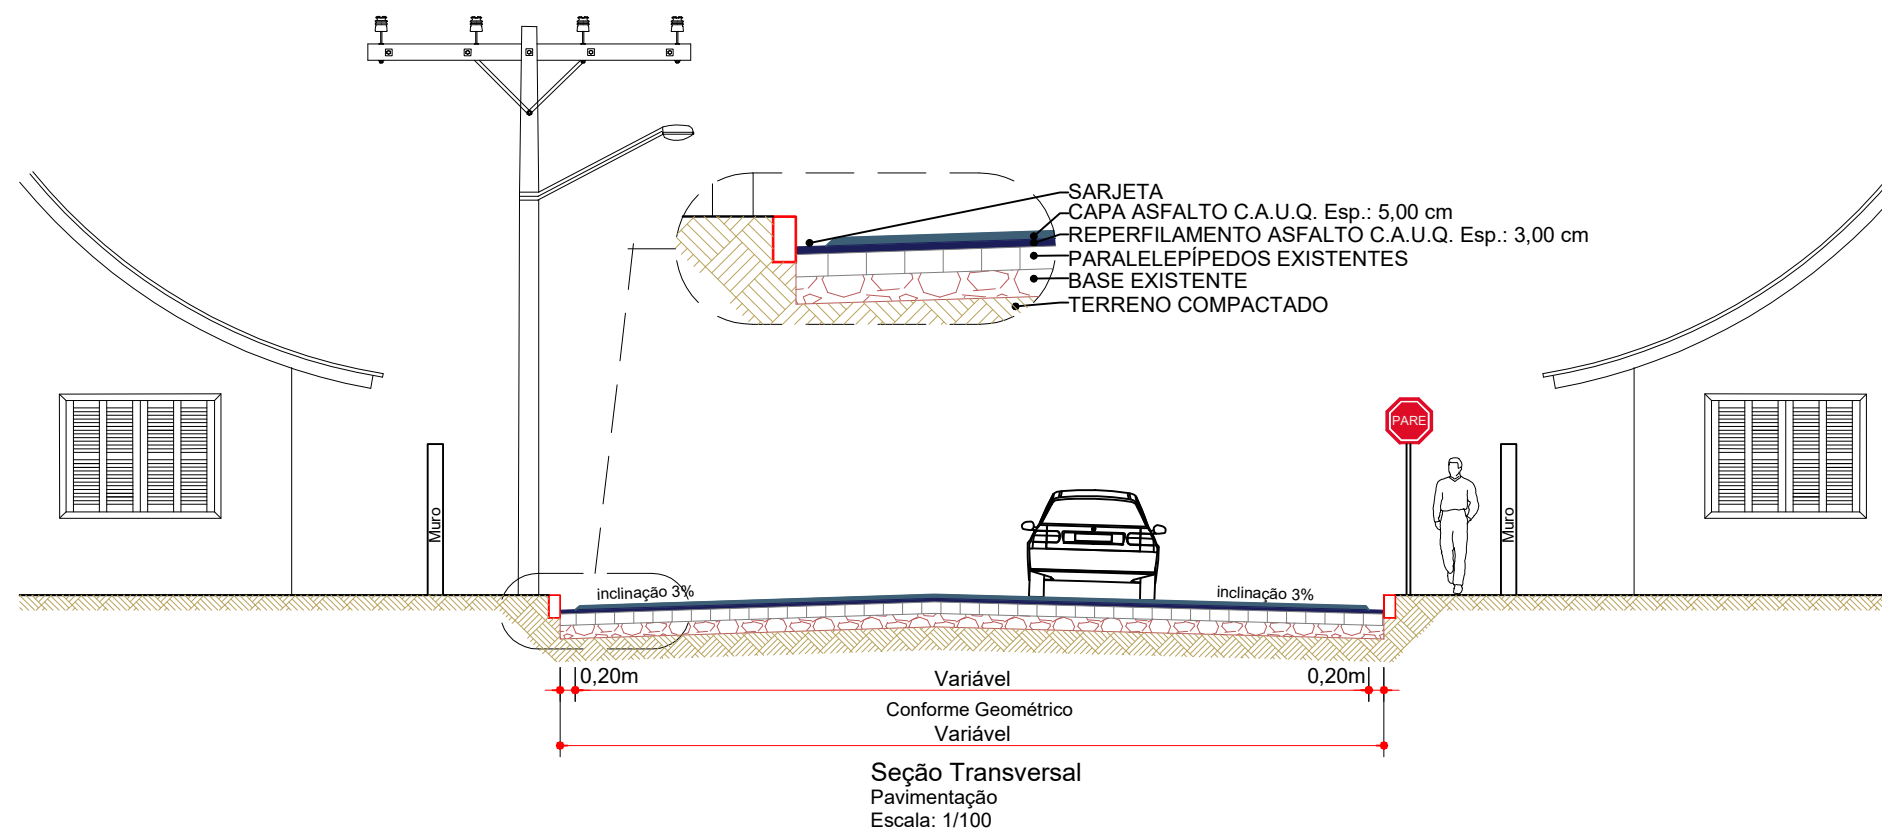 SARJETA
CAPA ASFALTO C.A.U.Q. Esp.: 5,00 cm
REPERFILAMENTO ASFALTO C.A.U.Q. Esp.: 3,00 cm
PARALELEPÍPEDOS EXISTENTES
BASE EXISTENTE
TERRENO COMPACTADO
PARE
Muro
Muro
inclinação 3%
inclinação 3%
0,20m
Variável
0,20m
Conforme Geométrico
Variável
Seção Transversal
Pavimentação
Escala: 1/100